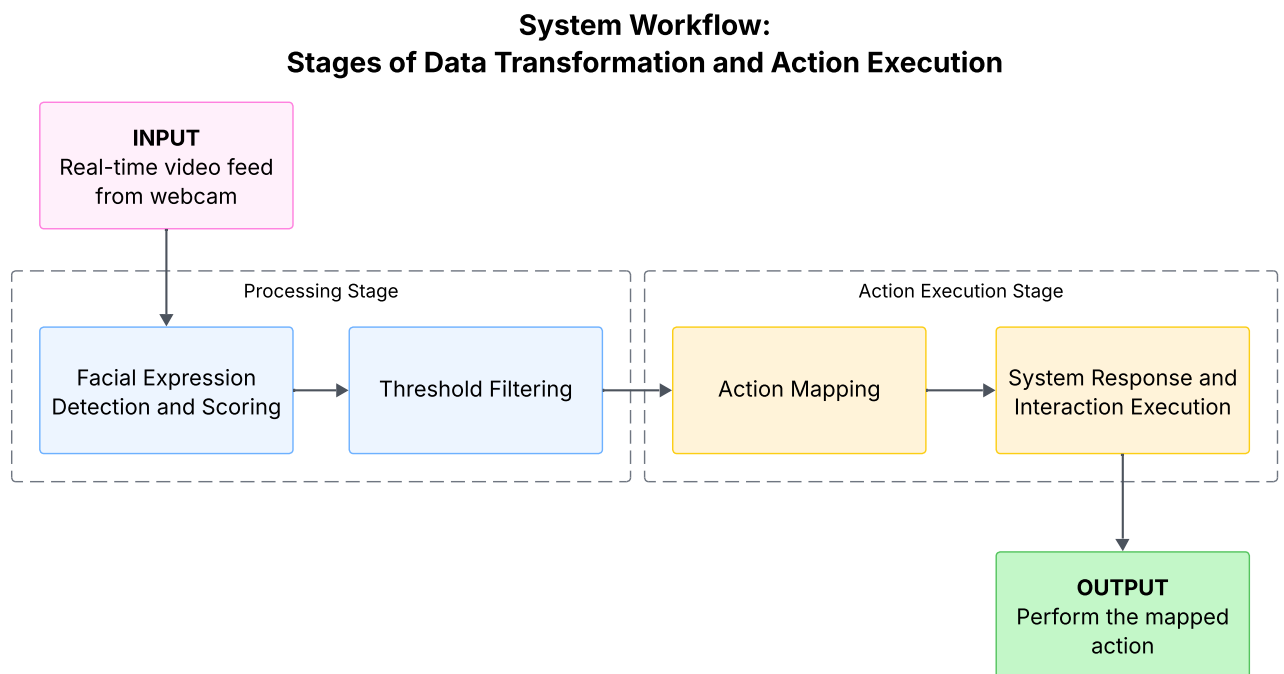 System Workflow:
Stages of Data Transformation and Action Execution
INPUT
Real-time video feed
from webcam
Processing Stage
Action Execution Stage
Facial Expression
Detection and Scoring
Threshold Filtering
Action Mapping
System Response and
Interaction Execution
OUTPUT
Perform the mapped
action